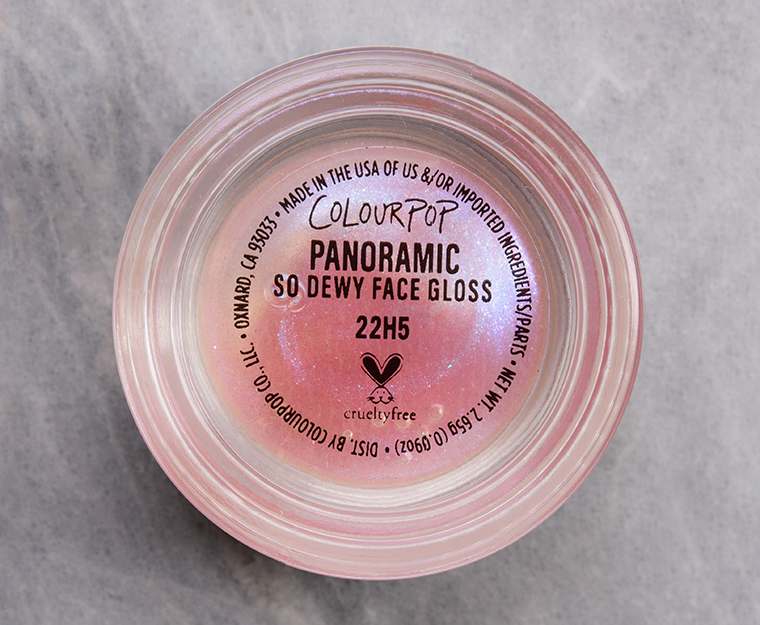 COLOURPOP
PANORAMIC
SO DEWY FACE GLOSS
22H5
crueltyfree
DIST. BY COLOURPOP CO., LLC. • OXNARD, CA 93033 • MADE IN THE USA OF US &/OR IMPORTED INGREDIENTS/PARTS • NET WT. 2.65g (0.09oz) •